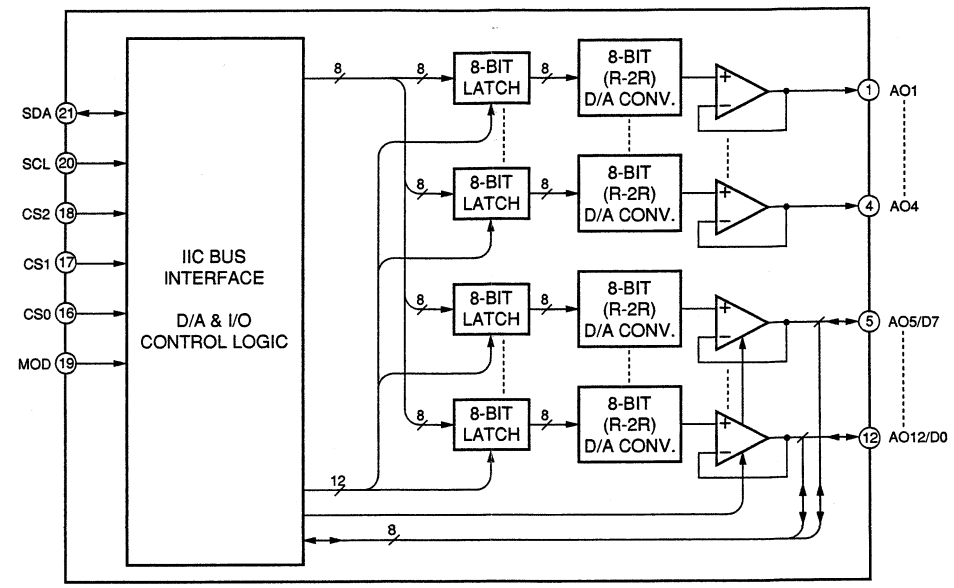 8
8
8-BIT
LATCH
8
8-BIT
(R-2R)
D/A CONV.
+
−
1
AO1
SDA 21
SCL 20
CS2 18
CS1 17
CS0 16
MOD 19
IIC BUS
INTERFACE
D/A & I/O
CONTROL LOGIC
8
8-BIT
LATCH
8
8-BIT
(R-2R)
D/A CONV.
+
−
4
AO4
8
8-BIT
LATCH
8
8-BIT
(R-2R)
D/A CONV.
+
−
5
AO5/D7
8
8-BIT
LATCH
8
8-BIT
(R-2R)
D/A CONV.
+
−
12
AO12/D0
12
8